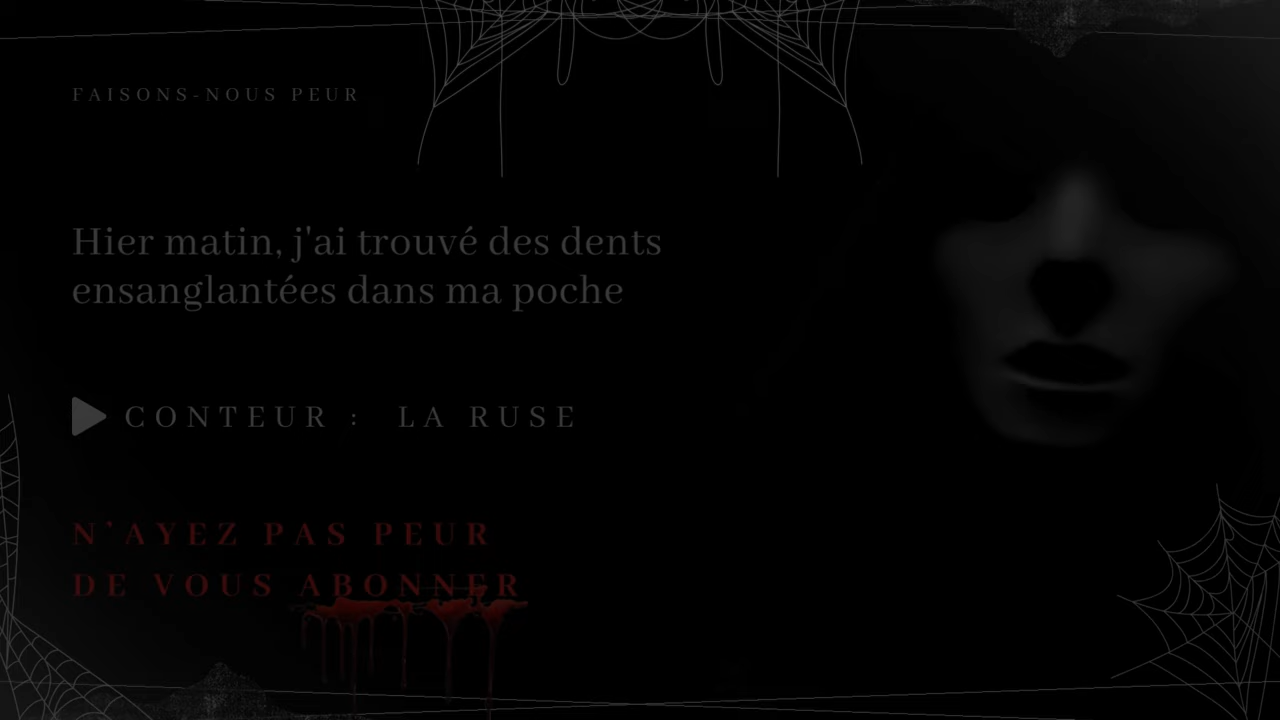 FAISONS-NOUS PEUR
Hier matin, j'ai trouvé des dents
ensanglantées dans ma poche
CONTEUR : LA RUSE
N'AYEZ PAS PEUR
DE VOUS ABONNER